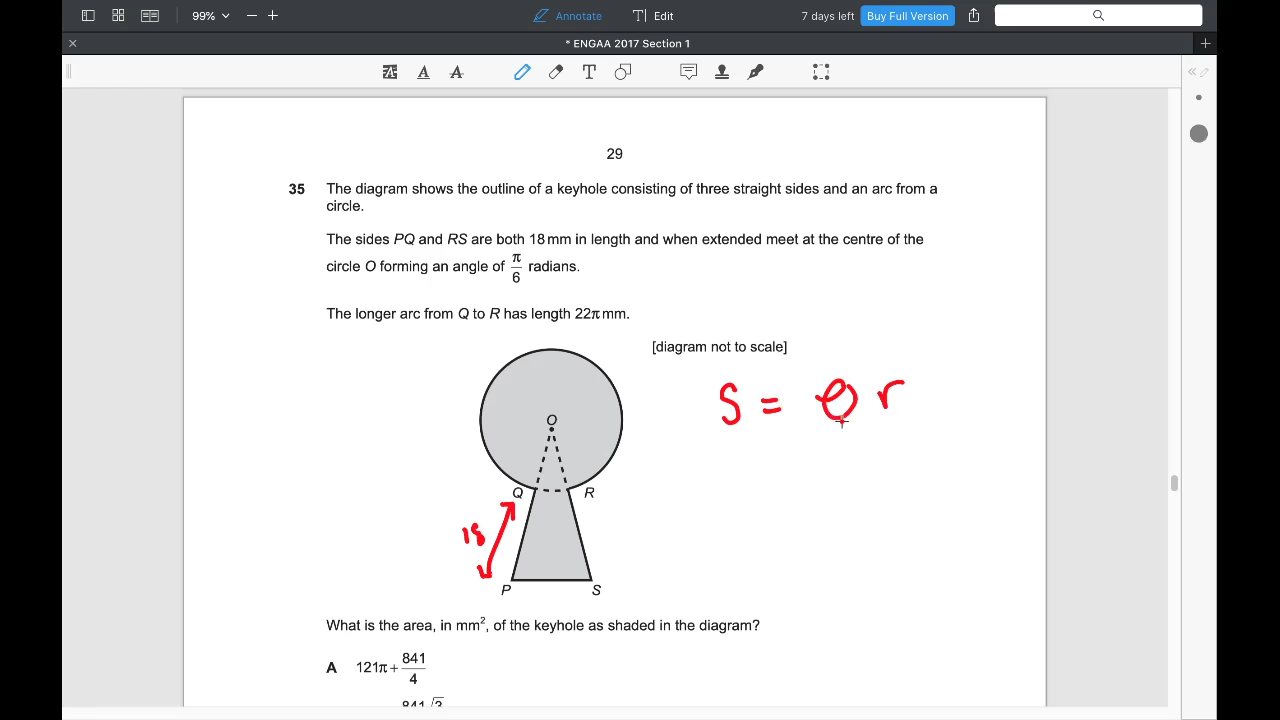 99%
Annotate
Edit
7 days left
Buy Full Version
* ENGAA 2017 Section 1
29
35 The diagram shows the outline of a keyhole consisting of three straight sides and an arc from a
circle.
The sides PQ and RS are both 18 mm in length and when extended meet at the centre of the
circle O forming an angle of π/6 radians.
The longer arc from Q to R has length 22π mm.
[diagram not to scale]
S = θ r
O
Q
R
18
P
S
What is the area, in mm², of the keyhole as shaded in the diagram?
A 121π + 841/4